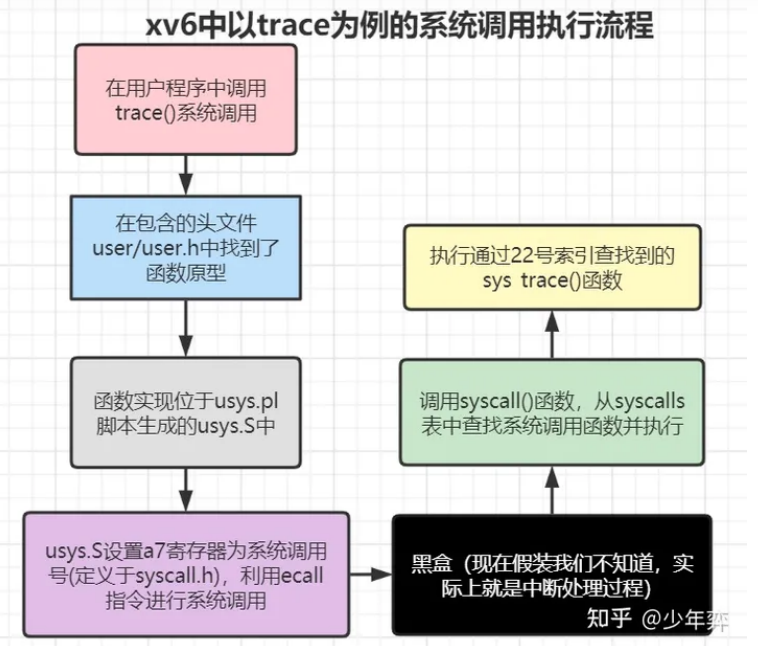 xv6中以trace为例的系统调用执行流程
在用户程序中调用
trace()系统调用
在包含的头文件
user/user.h中找到了
函数原型
函数实现位于usys.pl
脚本生成的usys.S中
usys.S设置a7寄存器为系统调用
号(定义于syscall.h)，利用ecall
指令进行系统调用
黑盒（现在假装我们不知道，实
际上就是中断处理过程）
调用syscall()函数，从syscalls
表中查找系统调用函数并执行
执行通过22号索引查找到的
sys trace()函数
知乎 @少年弈